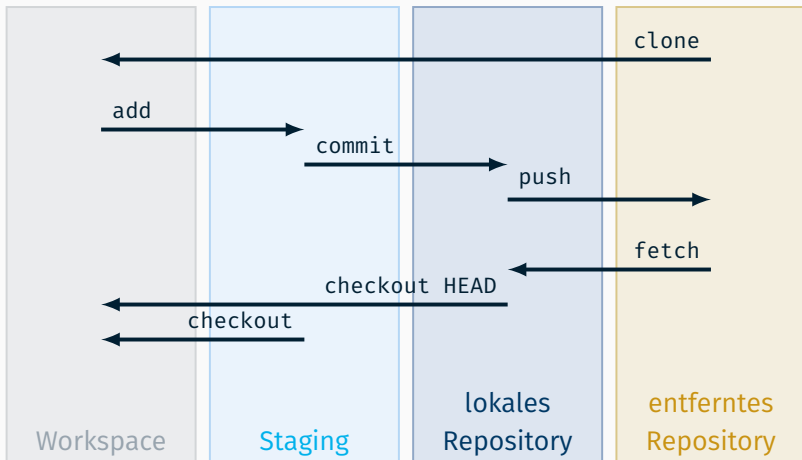 clone
add
commit
push
fetch
checkout HEAD
checkout
Workspace
Staging
lokales
Repository
entferntes
Repository